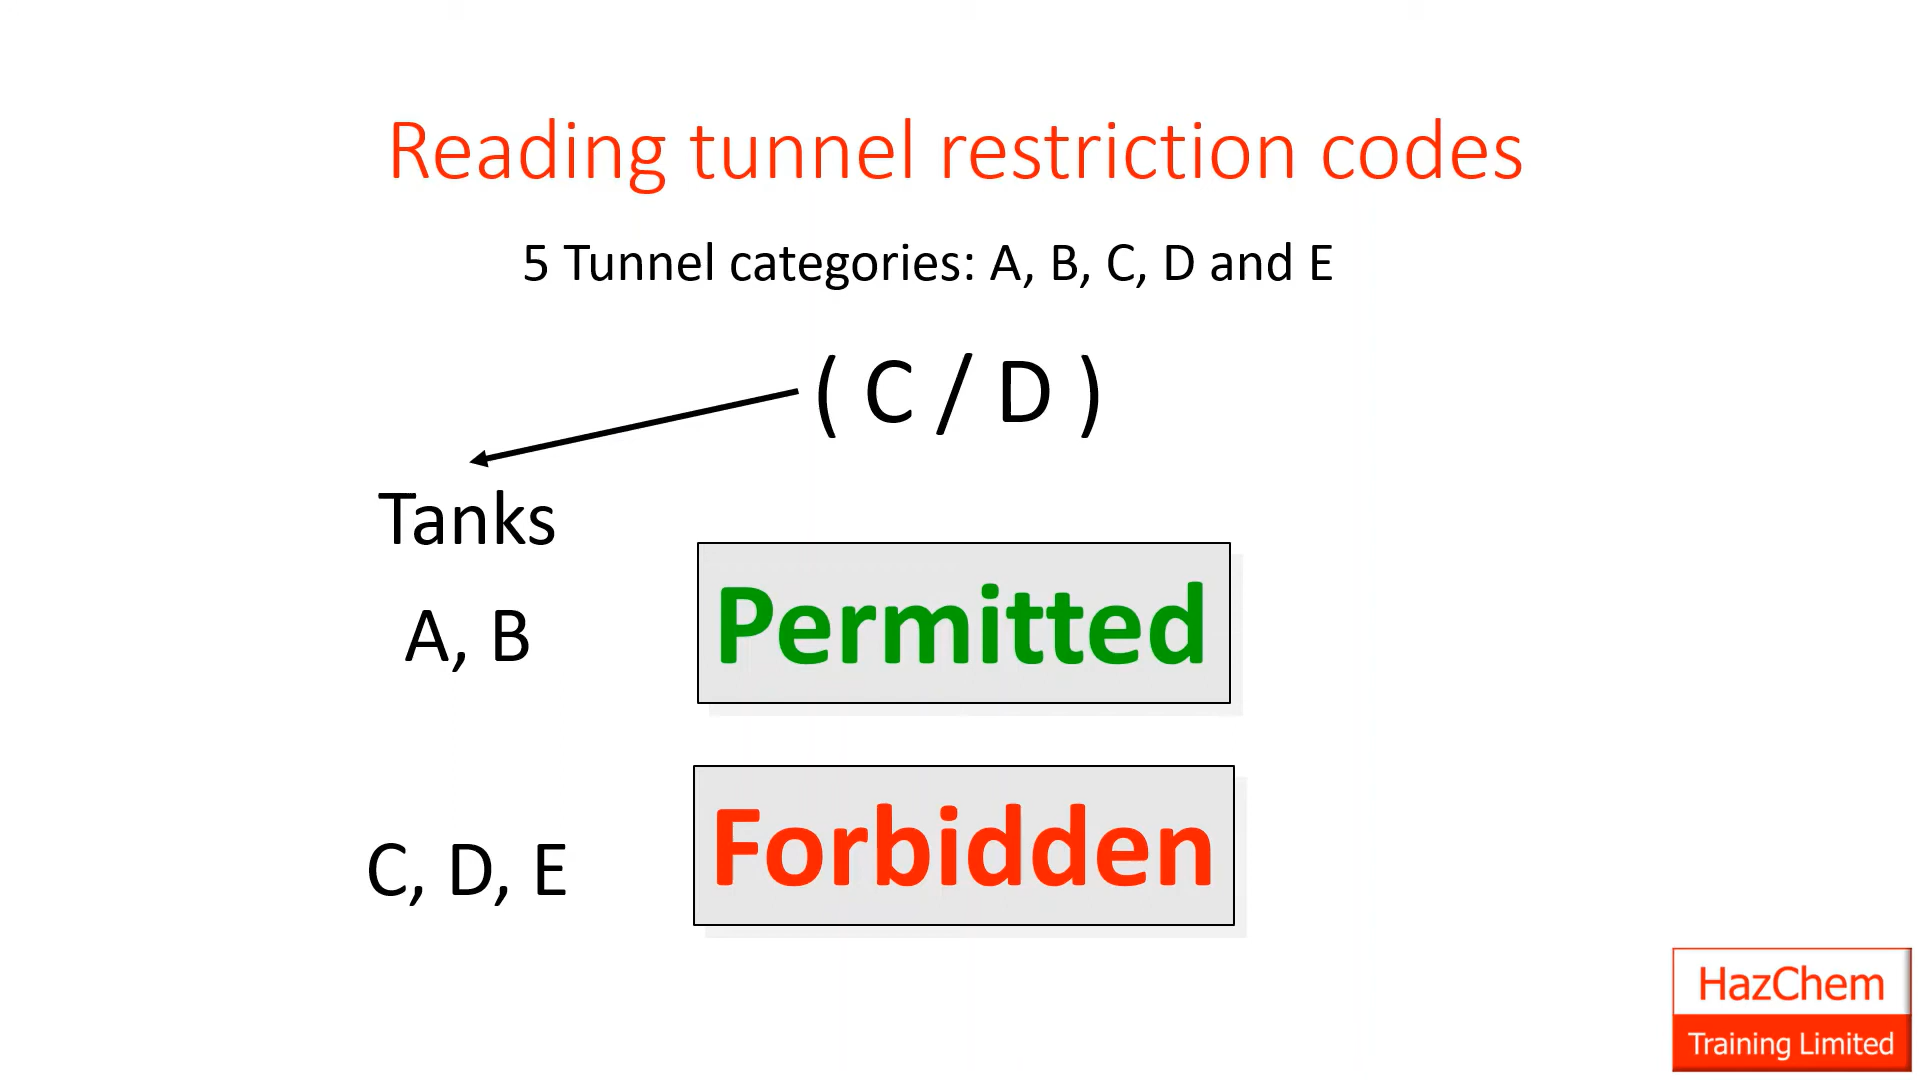 Reading tunnel restriction codes
5 Tunnel categories: A, B, C, D and E
( C / D )
Tanks
A, B
Permitted
C, D, E
Forbidden
HazChem
Training Limited